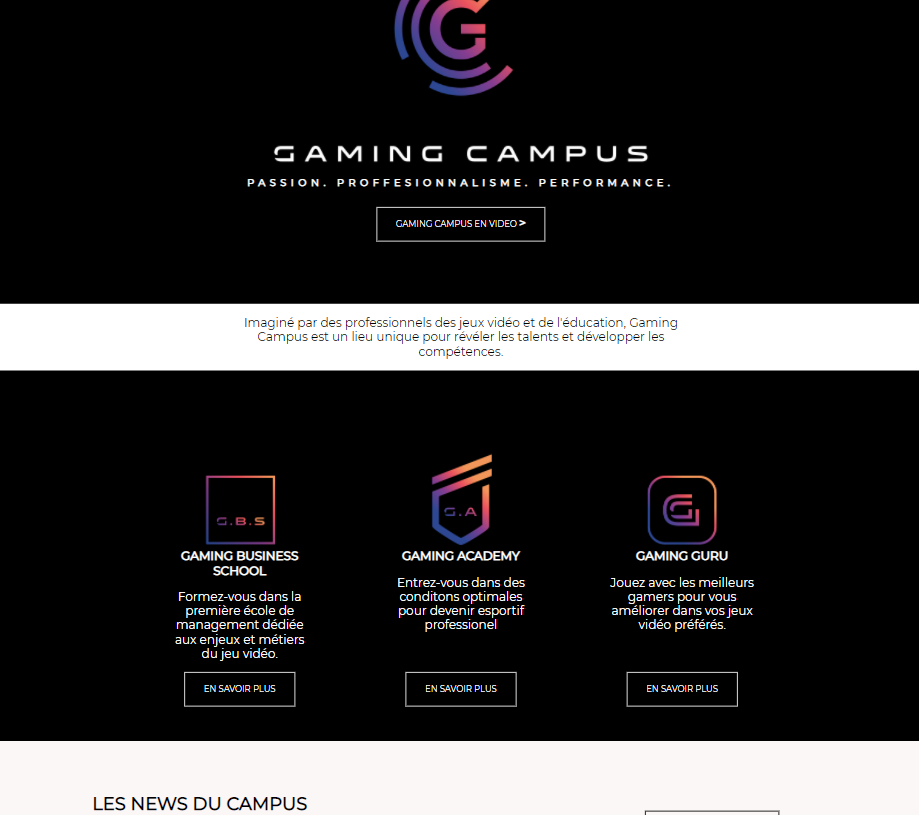 G
GAMING CAMPUS
PASSION. PROFFESIONNALISME. PERFORMANCE.
GAMING CAMPUS EN VIDEO >
Imaginé par des professionnels des jeux vidéo et de l'éducation, Gaming
Campus est un lieu unique pour révéler les talents et développer les
compétences.
G.B.S
GAMING BUSINESS
SCHOOL
Formez-vous dans la
première école de
management dédiée
aux enjeux et métiers
du jeu vidéo.
EN SAVOIR PLUS
G.A
GAMING ACADEMY
Entrez-vous dans des
conditons optimales
pour devenir esportif
professionel
EN SAVOIR PLUS
G
GAMING GURU
Jouez avec les meilleurs
gamers pour vous
améliorer dans vos jeux
vidéo préférés.
EN SAVOIR PLUS
LES NEWS DU CAMPUS